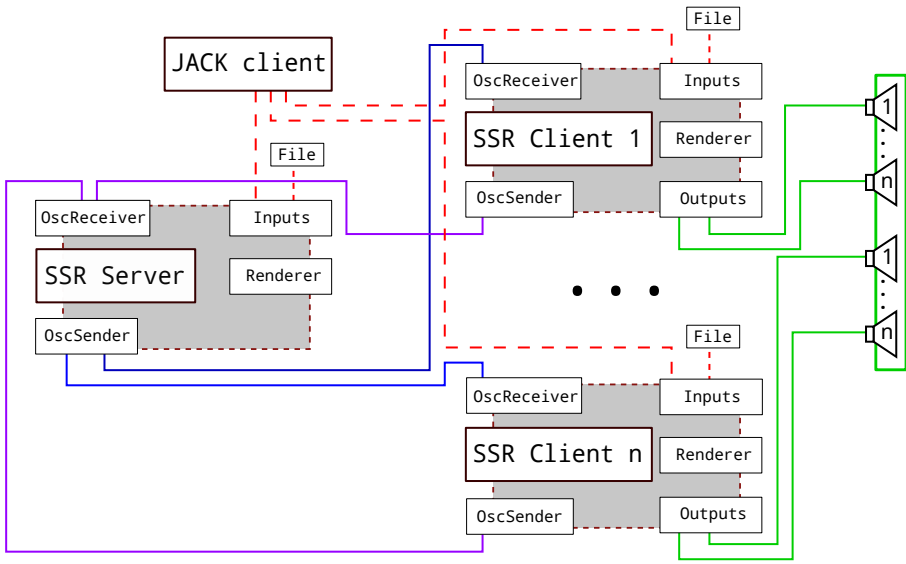 File
JACK client
OscReceiver
Inputs
SSR Client 1
Renderer
OscSender
Outputs
1
n
File
OscReceiver
Inputs
SSR Server
Renderer
OscSender
1
n
File
OscReceiver
Inputs
SSR Client n
Renderer
OscSender
Outputs